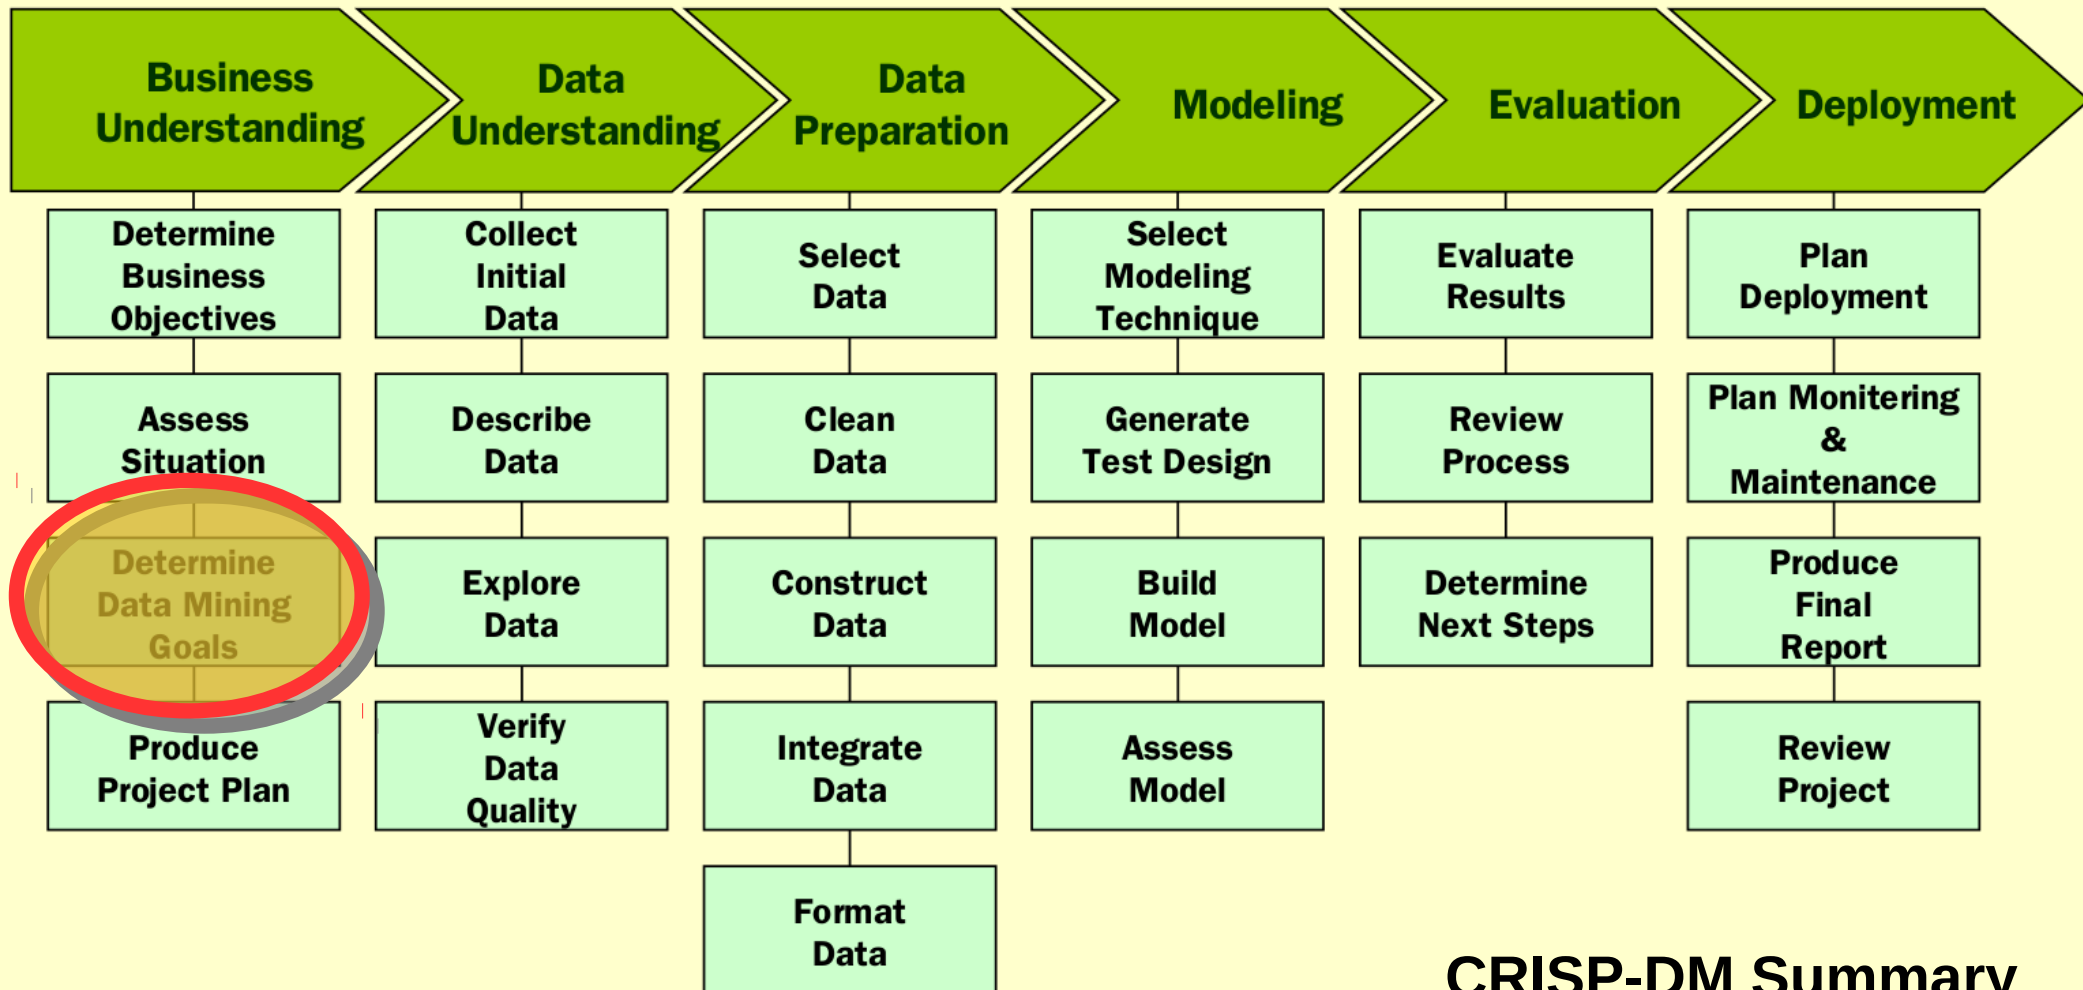 Business
Understanding
Data
Understanding
Data
Preparation
Modeling
Evaluation
Deployment
Determine
Business
Objectives
Assess
Situation
Determine
Data Mining
Goals
Produce
Project Plan
Collect
Initial
Data
Describe
Data
Explore
Data
Verify
Data
Quality
Select
Data
Clean
Data
Construct
Data
Integrate
Data
Format
Data
Select
Modeling
Technique
Generate
Test Design
Build
Model
Assess
Model
Evaluate
Results
Review
Process
Determine
Next Steps
Plan
Deployment
Plan Monitering
&
Maintenance
Produce
Final
Report
Review
Project
CRISP-DM Summary